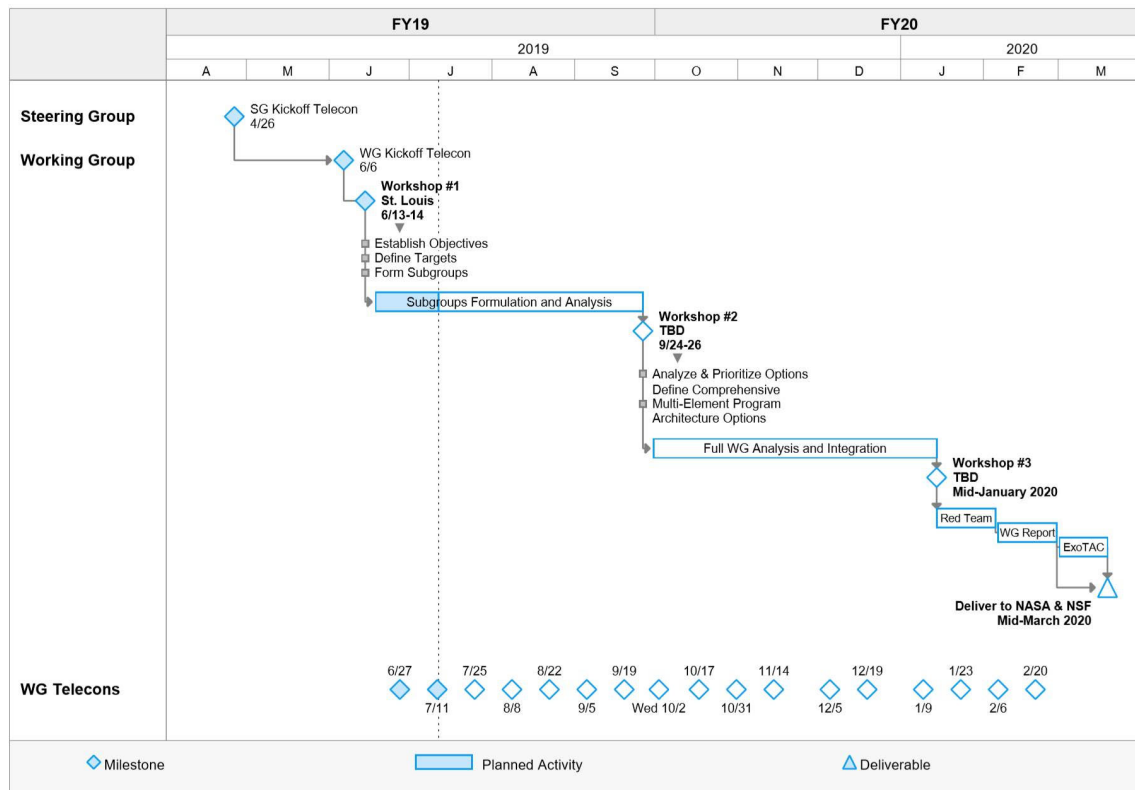 FY19 FY20
2019 2020
A M J J A S O N D J F M
Steering Group
SG Kickoff Telecon
4/26
Working Group
WG Kickoff Telecon
6/6
Workshop #1
St. Louis
6/13-14
Establish Objectives
Define Targets
Form Subgroups
Subgroups Formulation and Analysis
Workshop #2
TBD
9/24-26
Analyze & Prioritize Options
Define Comprehensive
Multi-Element Program
Architecture Options
Full WG Analysis and Integration
Workshop #3
TBD
Mid-January 2020
Red Team
WG Report
ExoTAC
Deliver to NASA & NSF
Mid-March 2020
WG Telecons
6/27 7/25 8/22 9/19 10/17 11/14 12/19 1/23 2/20
7/11 8/8 9/5 Wed 10/2 10/31 12/5 1/9 2/6
Milestone Planned Activity Deliverable